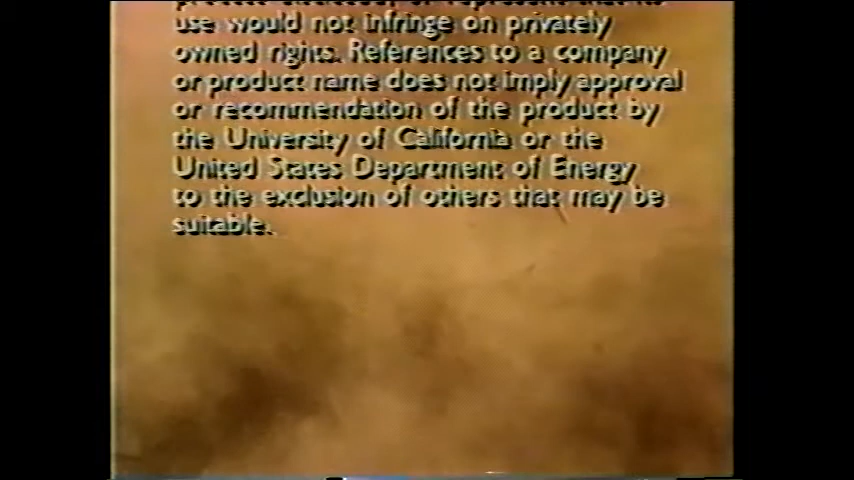 use would not infringe on privately
owned rights. References to a company
or product name does not imply approval
or recommendation of the product by
the University of California or the
United States Department of Energy
to the exclusion of others that may be
suitable.